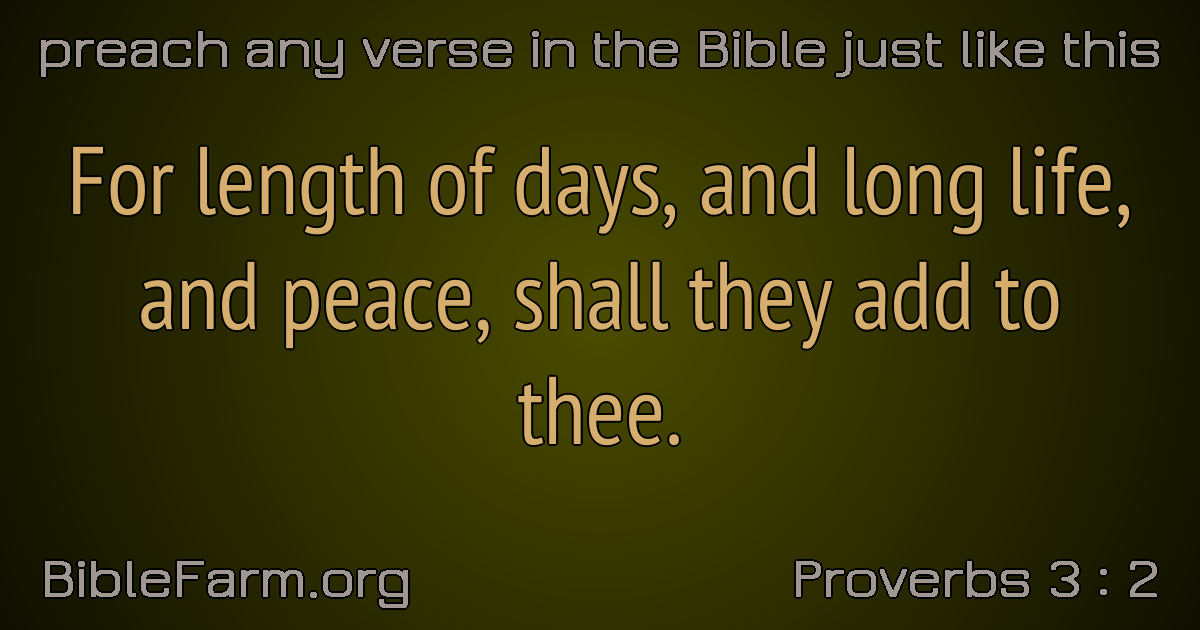 preach any verse in the Bible just like this
For length of days, and long life,
and peace, shall they add to
thee.
BibleFarm.org
Proverbs 3 : 2